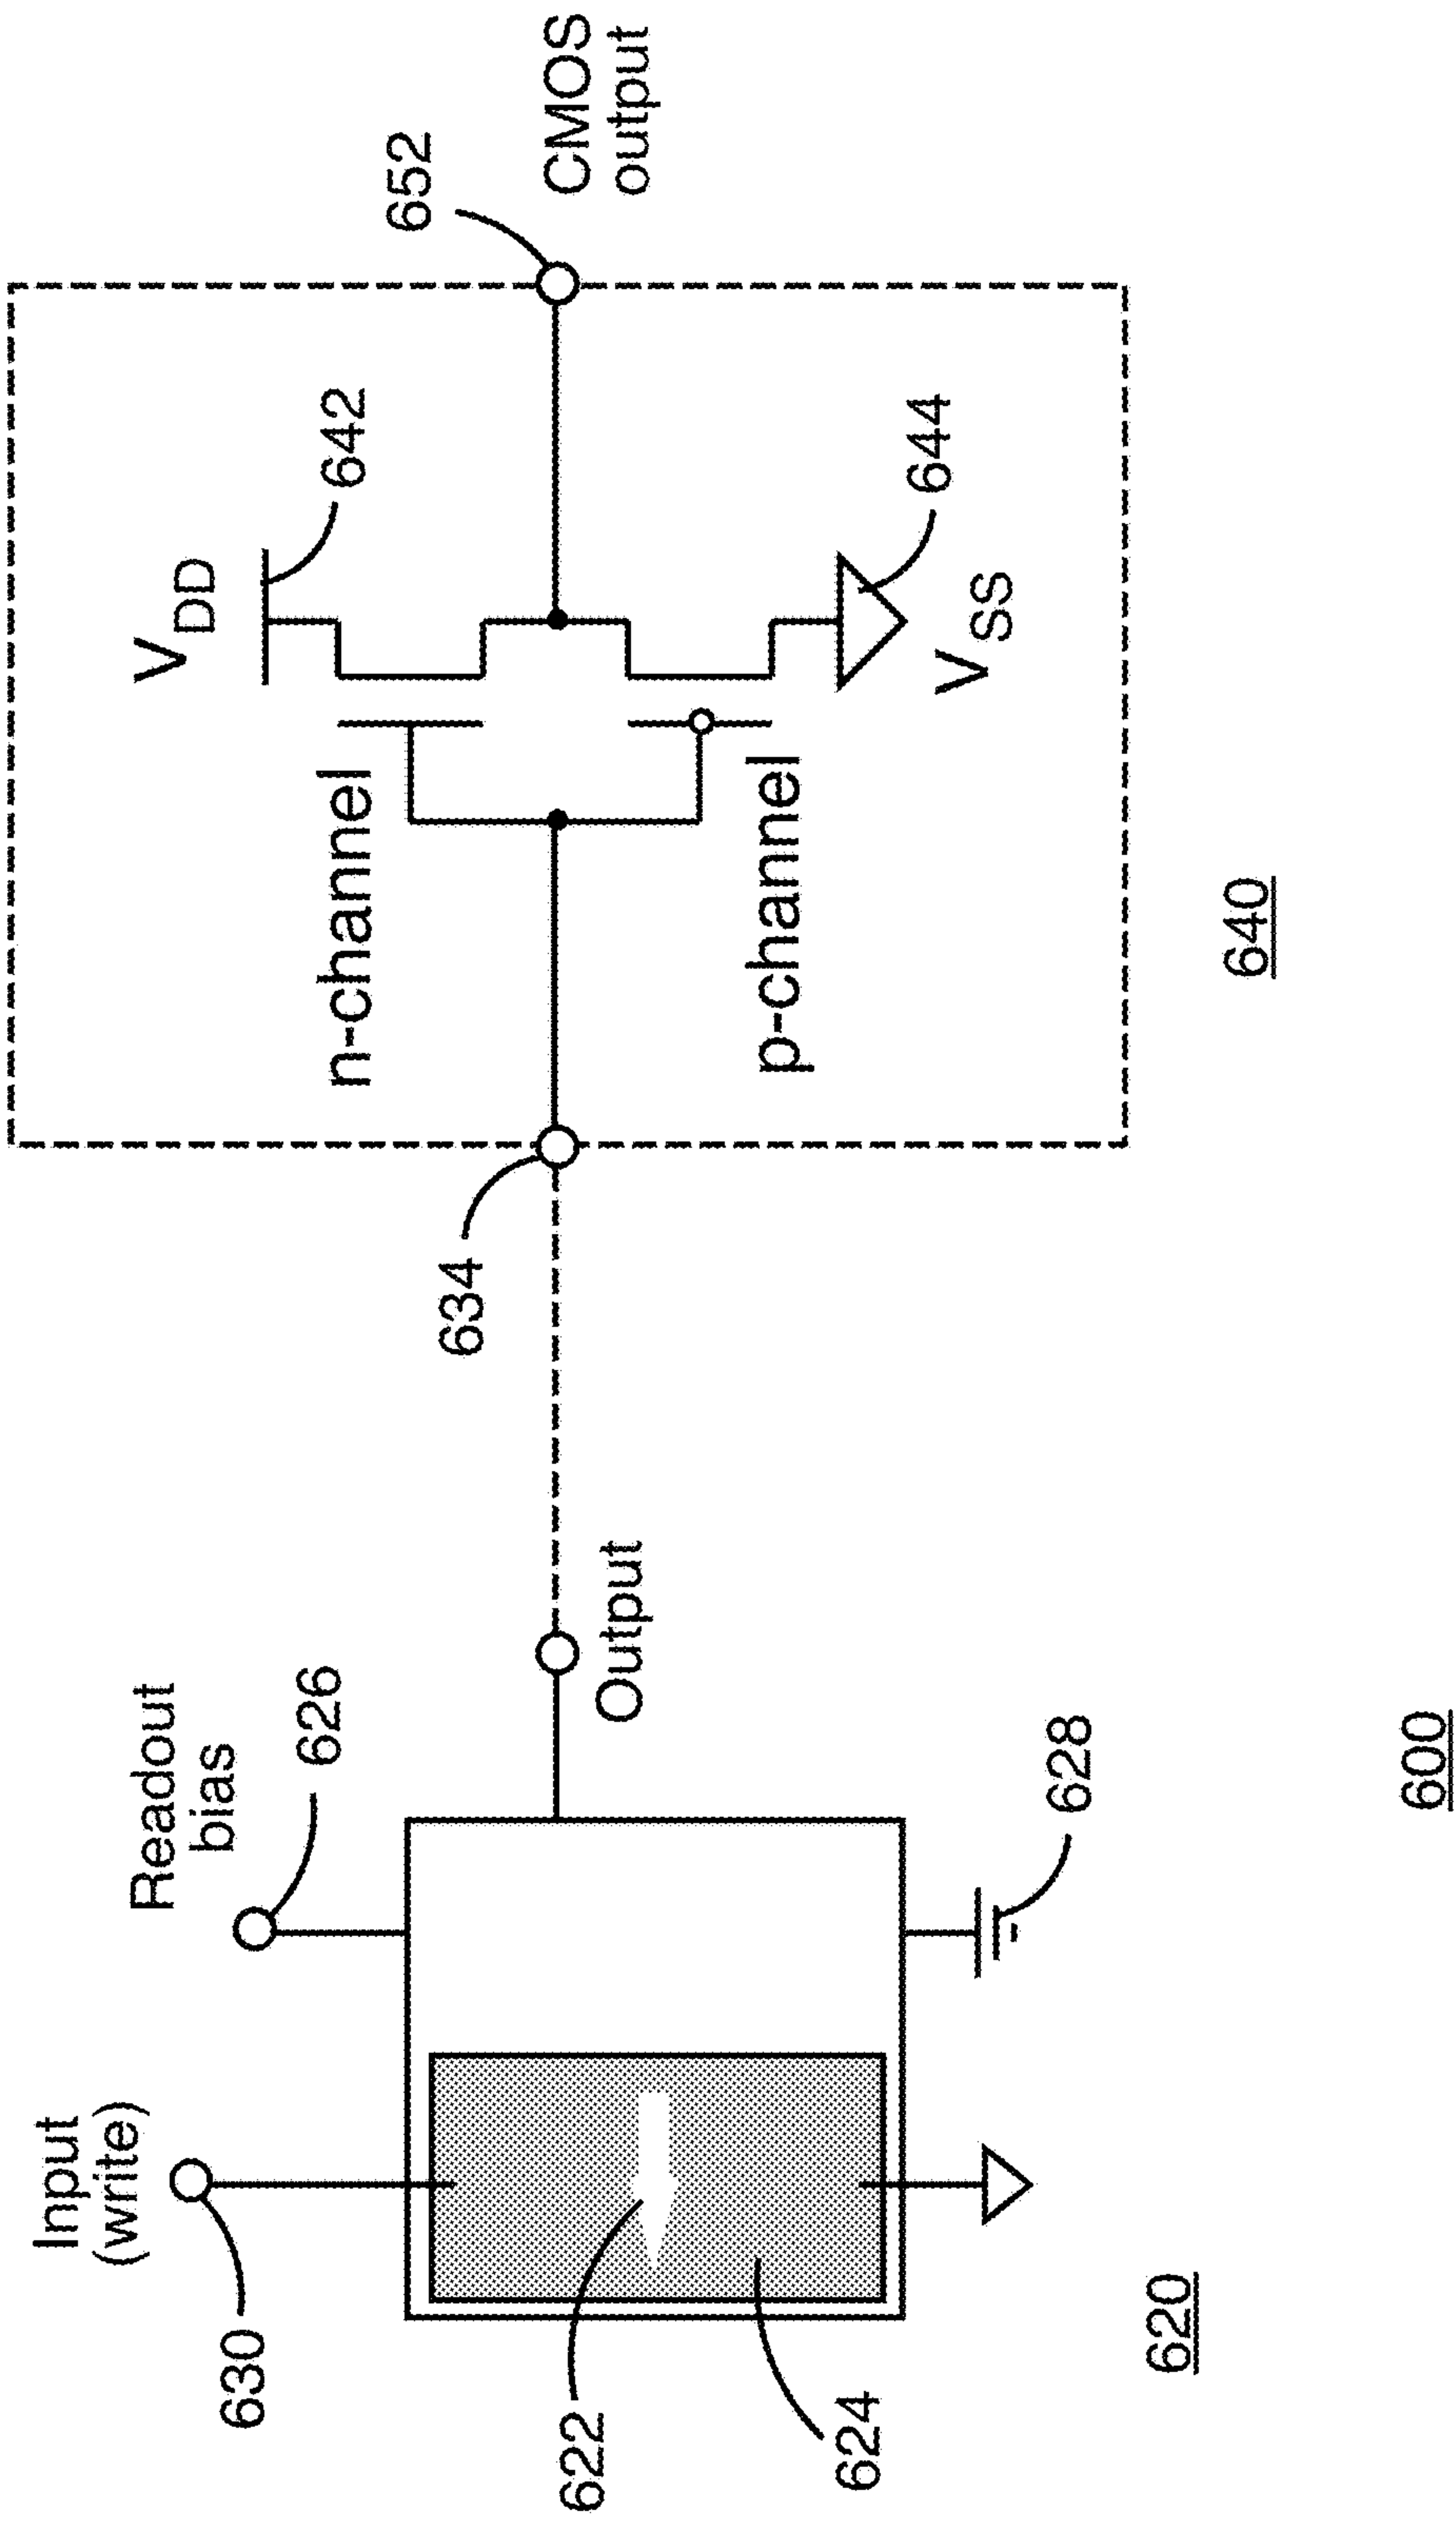 Input
(write)
630
Readout
bias
626
622
624
Output
628
620
634
V
DD
642
n-channel
p-channel
V
SS
644
652
CMOS
output
640
600